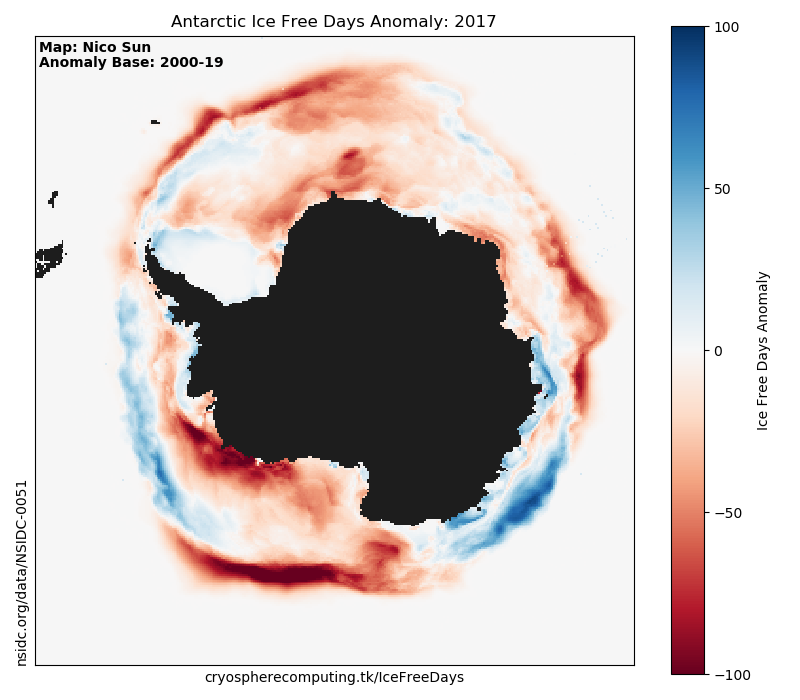 Antarctic Ice Free Days Anomaly: 2017
Map: Nico Sun
Anomaly Base: 2000-19
100
50
0
−50
−100
Ice Free Days Anomaly
nsidc.org/data/NSIDC-0051
cryospherecomputing.tk/IceFreeDays